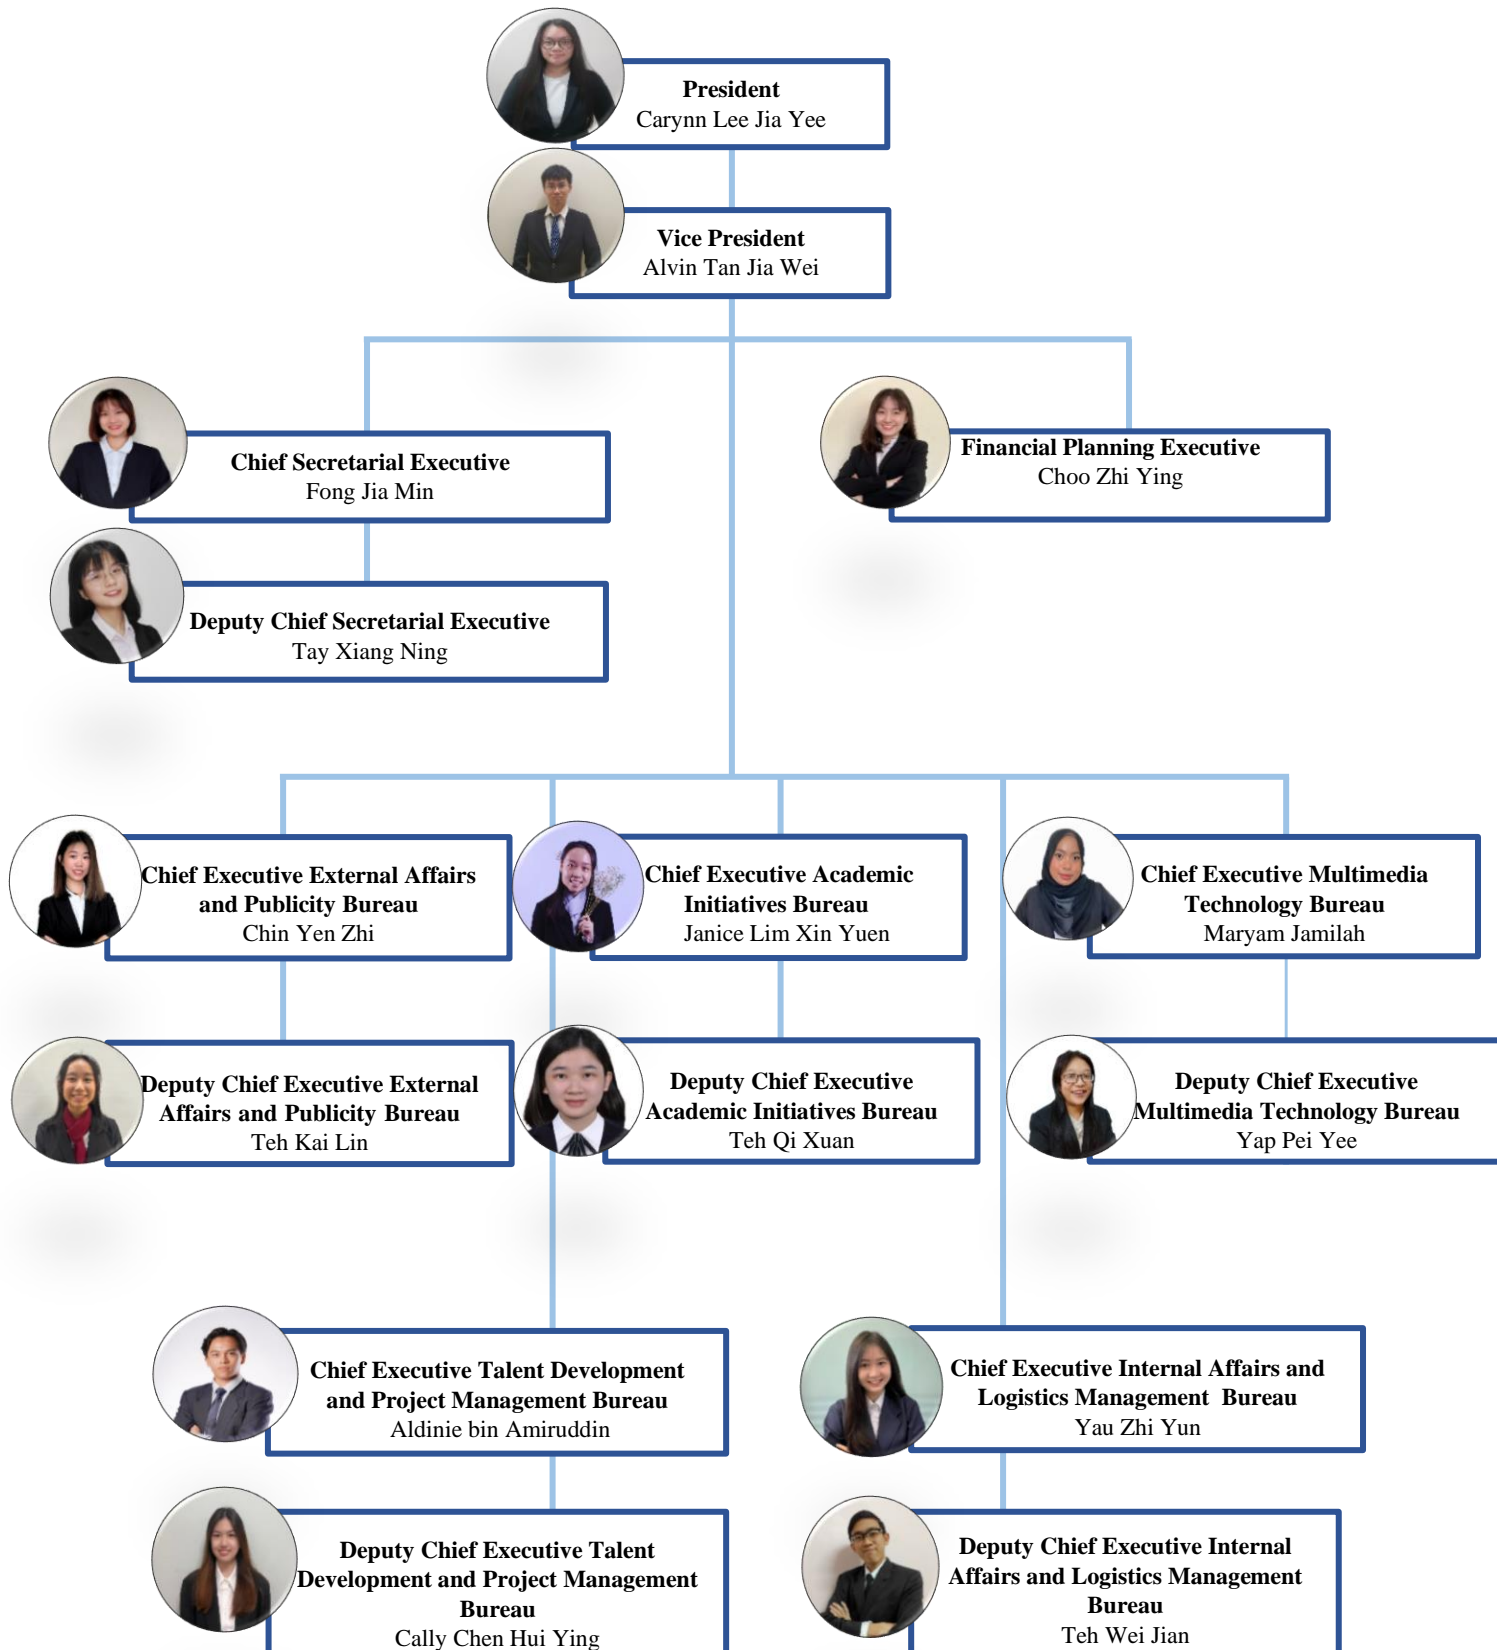 President
Carynn Lee Jia Yee
Vice President
Alvin Tan Jia Wei
Chief Secretarial Executive
Fong Jia Min
Financial Planning Executive
Choo Zhi Ying
Deputy Chief Secretarial Executive
Tay Xiang Ning
Chief Executive External Affairs
and Publicity Bureau
Chin Yen Zhi
Chief Executive Academic
Initiatives Bureau
Janice Lim Xin Yuen
Chief Executive Multimedia
Technology Bureau
Maryam Jamilah
Deputy Chief Executive External
Affairs and Publicity Bureau
Teh Kai Lin
Deputy Chief Executive
Academic Initiatives Bureau
Teh Qi Xuan
Deputy Chief Executive
Multimedia Technology Bureau
Yap Pei Yee
Chief Executive Talent Development
and Project Management Bureau
Aldinie bin Amiruddin
Chief Executive Internal Affairs and
Logistics Management  Bureau
Yau Zhi Yun
Deputy Chief Executive Talent
Development and Project Management
Bureau
Cally Chen Hui Ying
Deputy Chief Executive Internal
Affairs and Logistics Management
Bureau
Teh Wei Jian